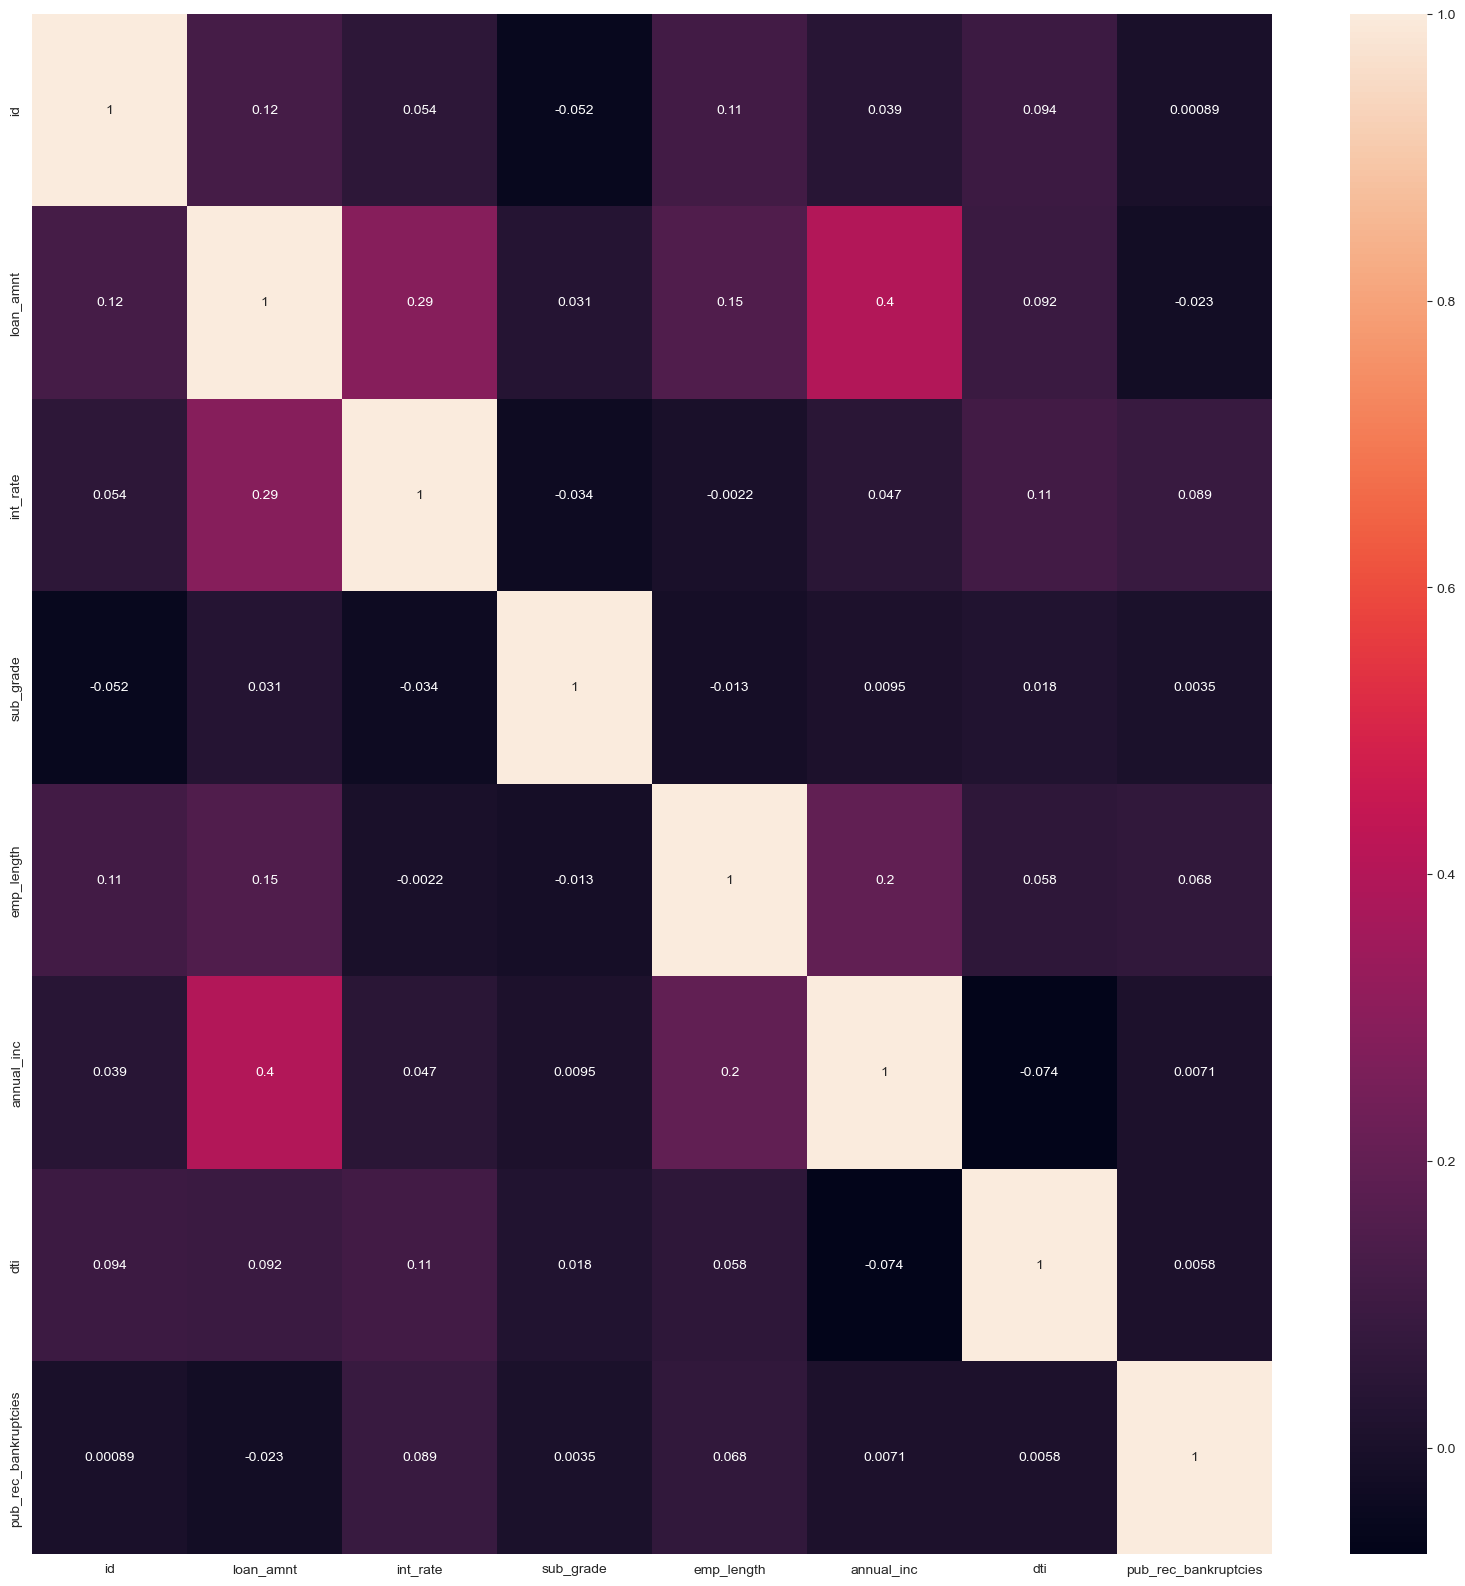 id 1 0.12 0.054 -0.052 0.11 0.039 0.094 0.00089
loan_amnt 0.12 1 0.29 0.031 0.15 0.4 0.092 -0.023
int_rate 0.054 0.29 1 -0.034 -0.0022 0.047 0.11 0.089
sub_grade -0.052 0.031 -0.034 1 -0.013 0.0095 0.018 0.0035
emp_length 0.11 0.15 -0.0022 -0.013 1 0.2 0.058 0.068
annual_inc 0.039 0.4 0.047 0.0095 0.2 1 -0.074 0.0071
dti 0.094 0.092 0.11 0.018 0.058 -0.074 1 0.0058
pub_rec_bankruptcies 0.00089 -0.023 0.089 0.0035 0.068 0.0071 0.0058 1
id loan_amnt int_rate sub_grade emp_length annual_inc dti pub_rec_bankruptcies
1.0
0.8
0.6
0.4
0.2
0.0